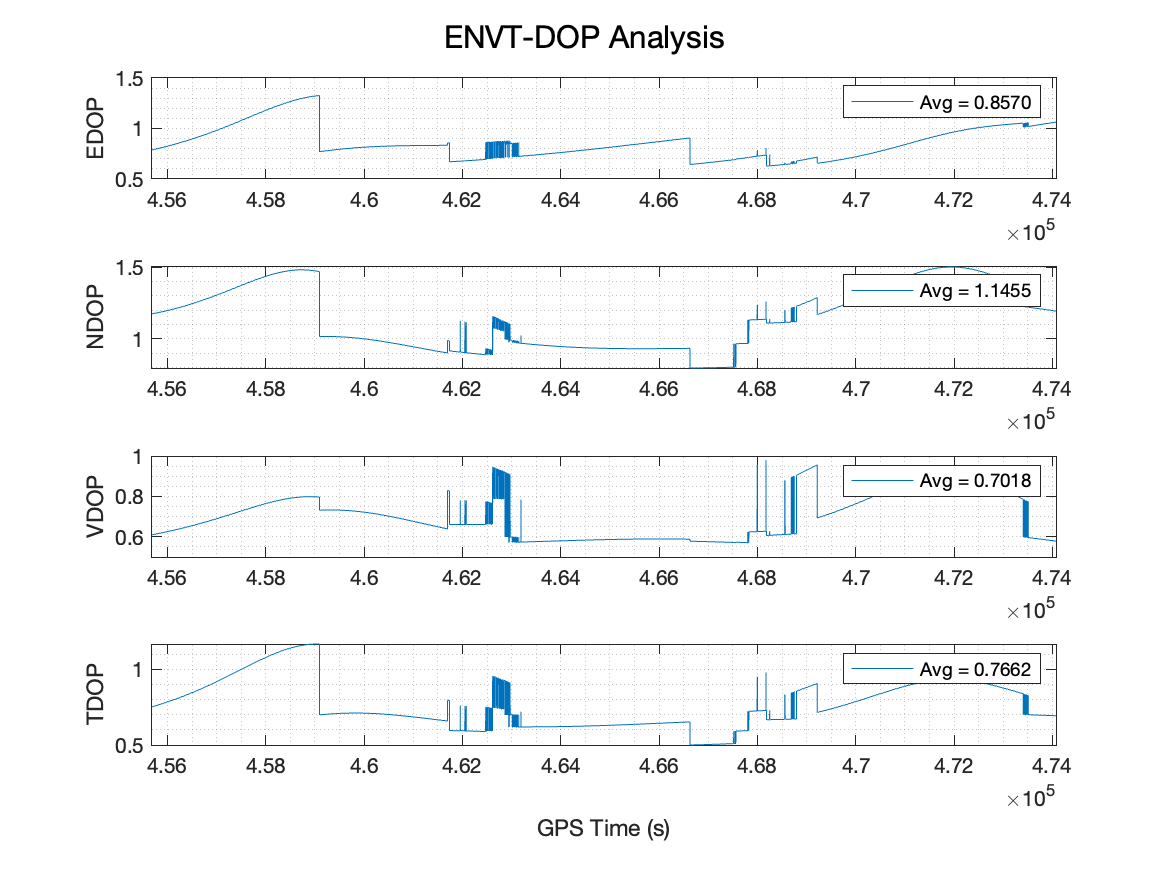 ENVT-DOP Analysis
1.5
1
0.5
EDOP
Avg = 0.8570
4.56 4.58 4.6 4.62 4.64 4.66 4.68 4.7 4.72 4.74
×10^5
1.5
1
NDOP
Avg = 1.1455
4.56 4.58 4.6 4.62 4.64 4.66 4.68 4.7 4.72 4.74
×10^5
1
0.8
0.6
VDOP
Avg = 0.7018
4.56 4.58 4.6 4.62 4.64 4.66 4.68 4.7 4.72 4.74
×10^5
1
0.5
TDOP
Avg = 0.7662
4.56 4.58 4.6 4.62 4.64 4.66 4.68 4.7 4.72 4.74
×10^5
GPS Time (s)